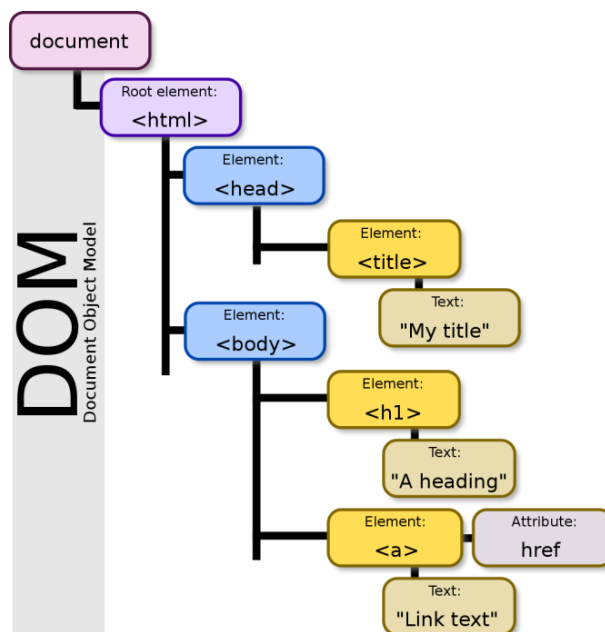 document
Root element:
<html>
Element:
<head>
Element:
<title>
Text:
"My title"
Element:
<body>
Element:
<h1>
Text:
"A heading"
Element:
<a>
Attribute:
href
Text:
"Link text"
DOM
Document Object Model